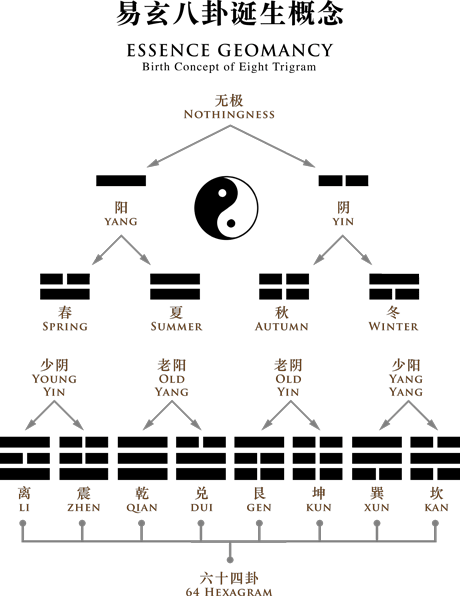 易玄八卦诞生概念
ESSENCE GEOMANCY
Birth Concept of Eight Trigram
无极
NOTHINGNESS
阳
YANG
阴
YIN
春
SPRING
夏
SUMMER
秋
AUTUMN
冬
WINTER
少阴
YOUNG
YIN
老阳
OLD
YANG
老阴
OLD
YIN
少阳
YANG
YANG
离
LI
震
ZHEN
乾
QIAN
兑
DUI
艮
GEN
坤
KUN
巽
XUN
坎
KAN
六十四卦
64 HEXAGRAM